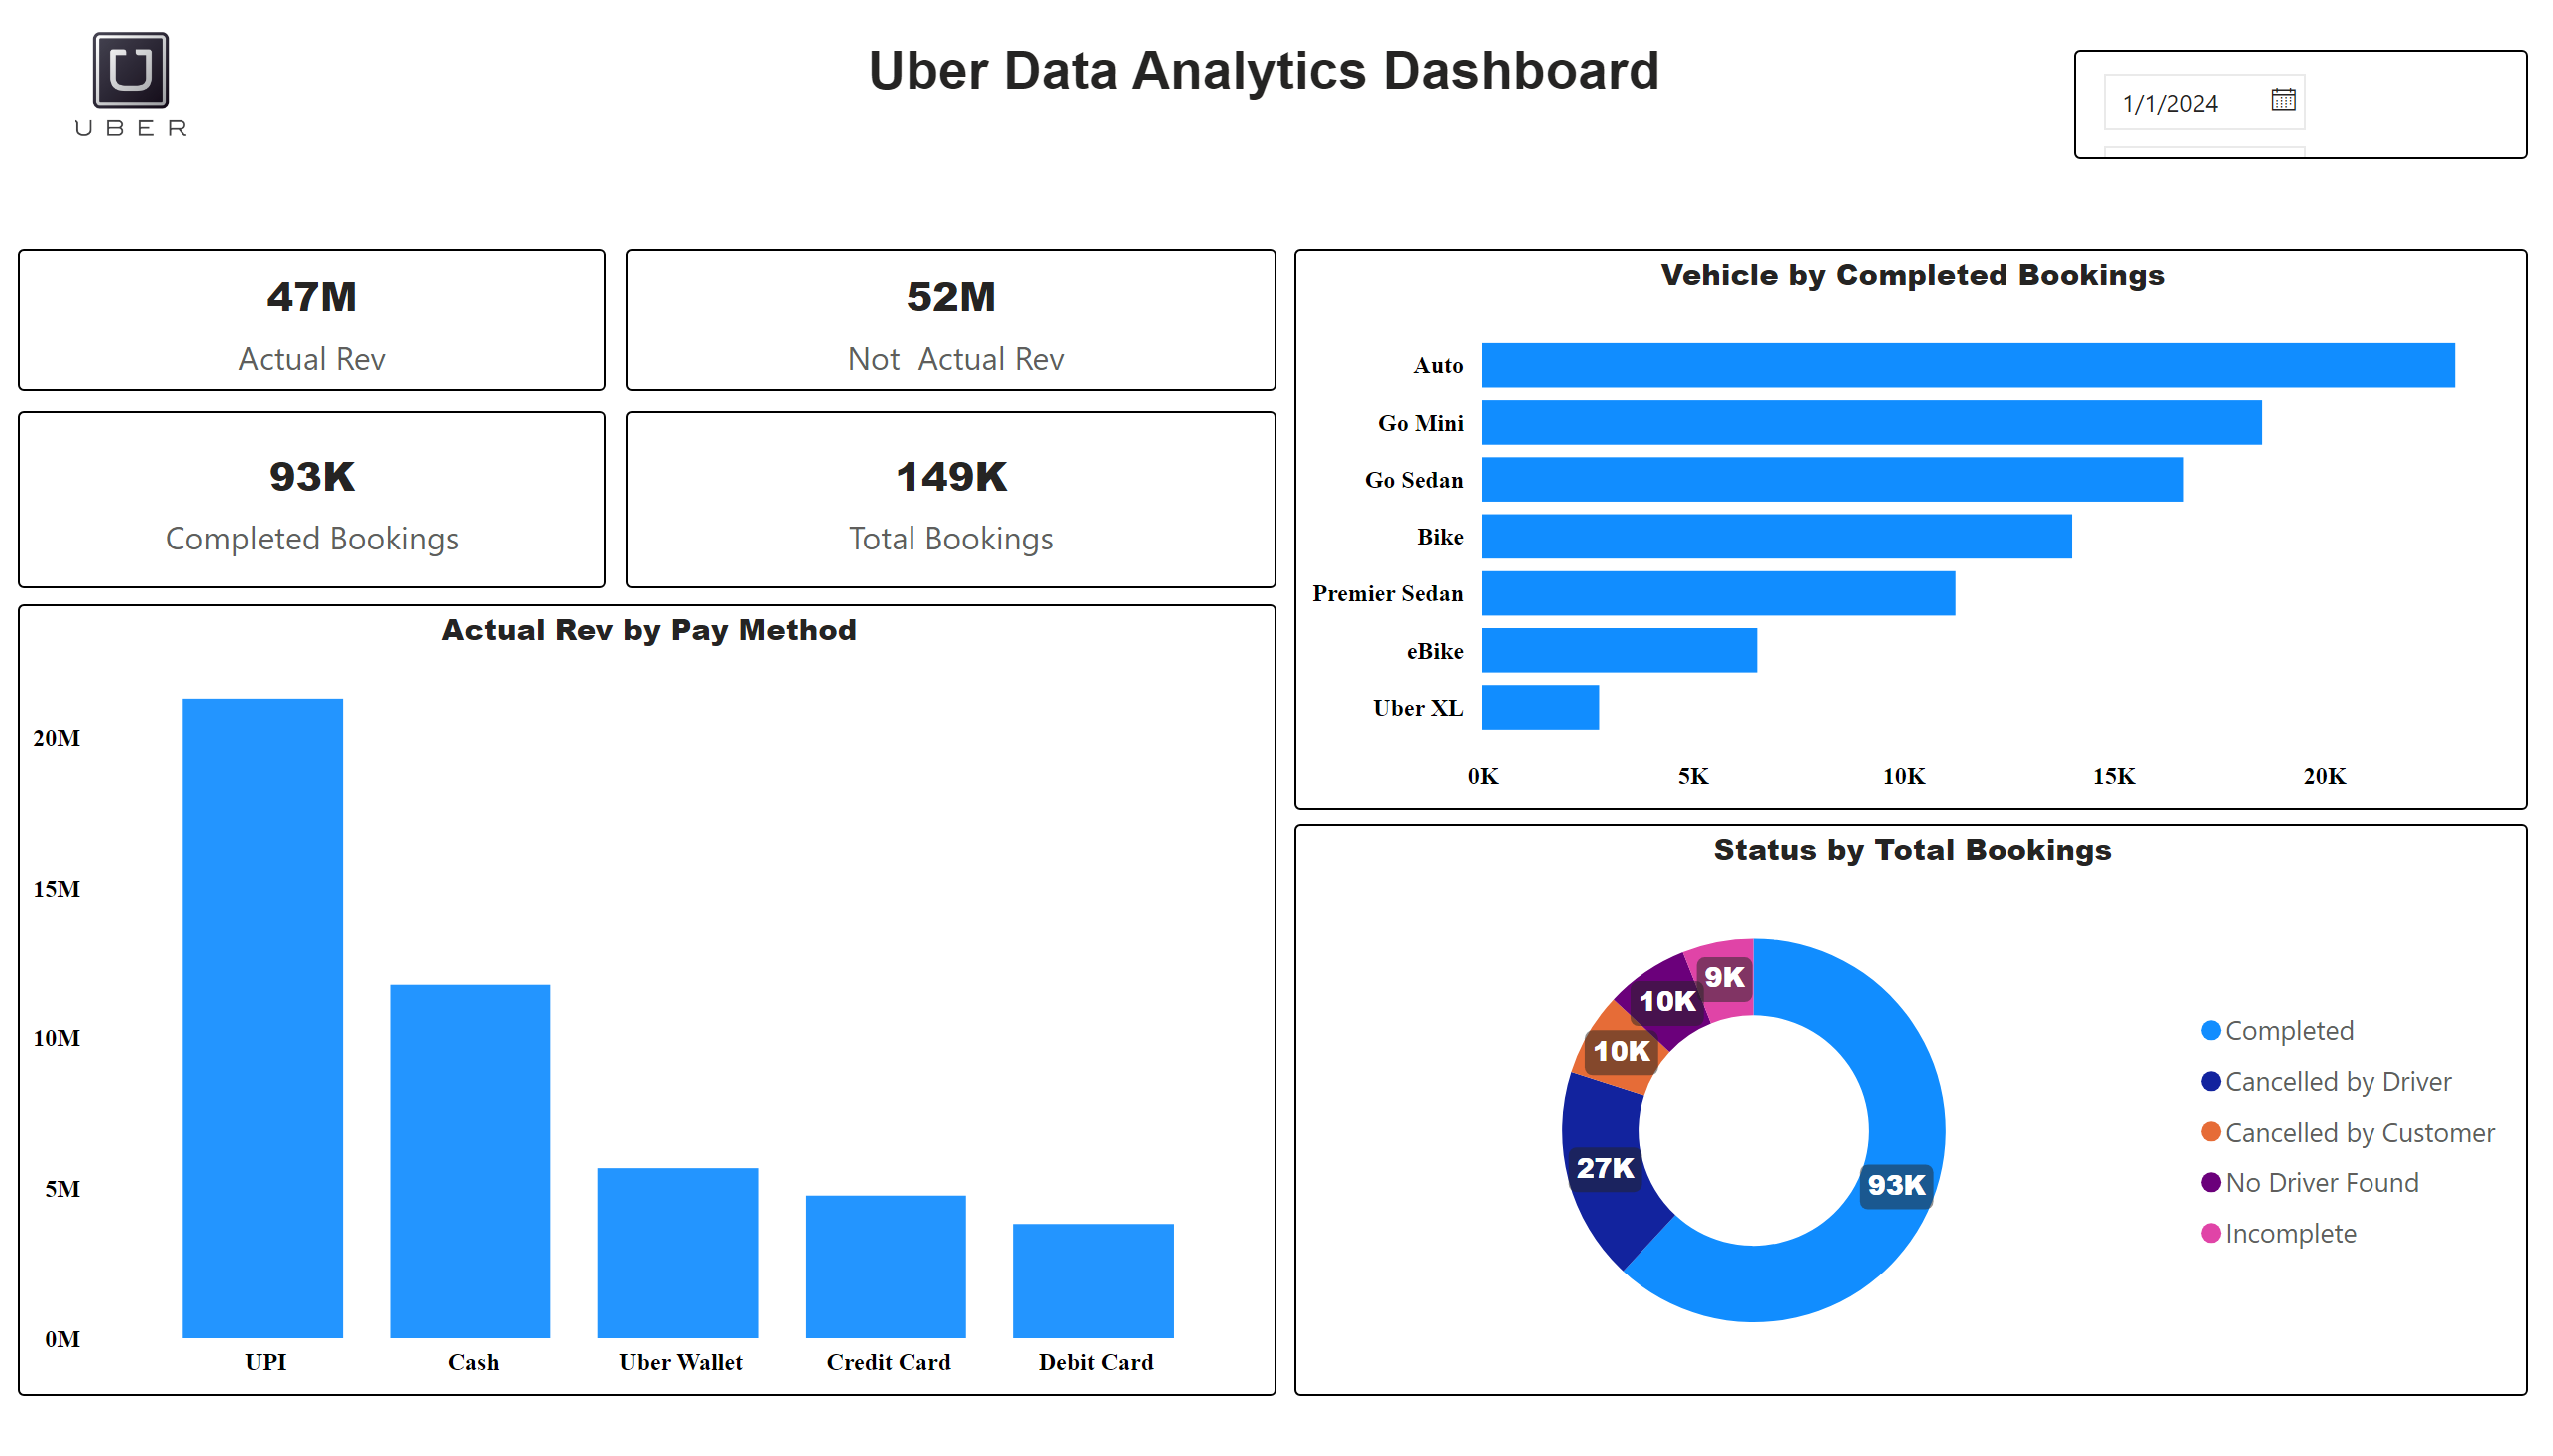 U
UBER
Uber Data Analytics Dashboard
1/1/2024
47M
Actual Rev
52M
Not  Actual Rev
93K
Completed Bookings
149K
Total Bookings
Vehicle by Completed Bookings
Auto
Go Mini
Go Sedan
Bike
Premier Sedan
eBike
Uber XL
0K 5K 10K 15K 20K
Actual Rev by Pay Method
20M
15M
10M
5M
0M
UPI Cash Uber Wallet Credit Card Debit Card
Status by Total Bookings
9K
10K
10K
27K
93K
Completed
Cancelled by Driver
Cancelled by Customer
No Driver Found
Incomplete